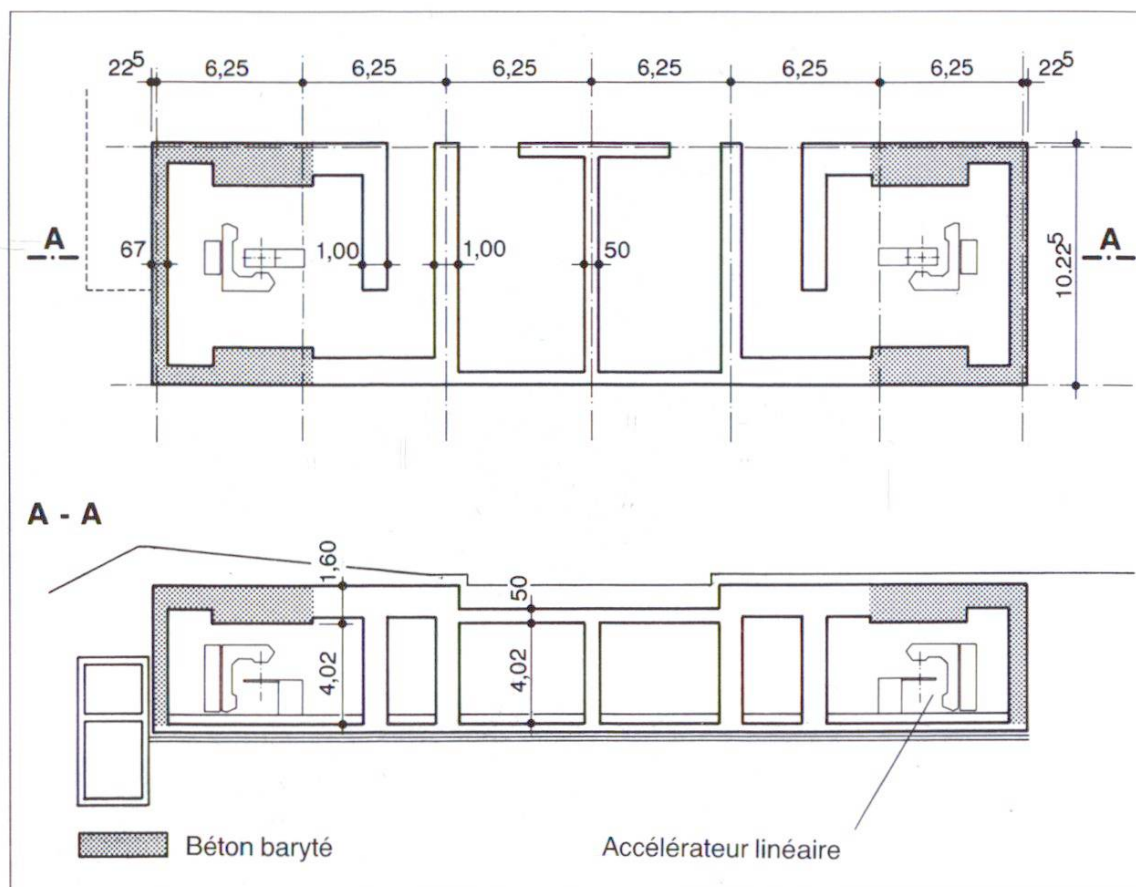 22⁵ 6,25 6,25 6,25 6,25 6,25 6,25 22⁵
A A
67 1,00 1,00 50
10.22⁵
A - A
1,60 50
4,02 4,02
Béton baryté
Accélérateur linéaire